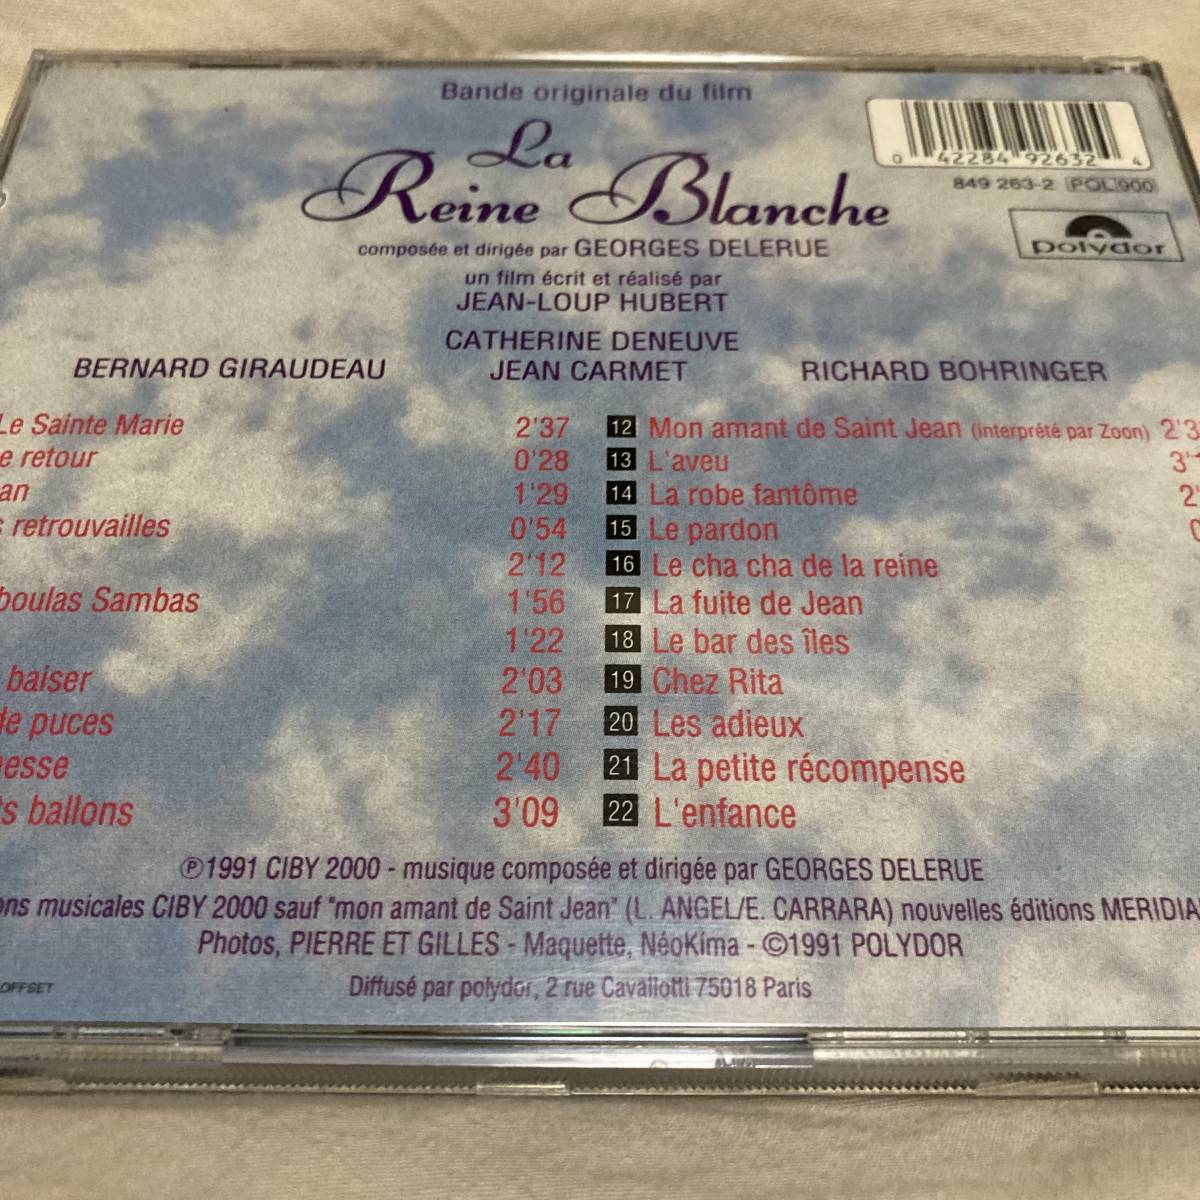 Bande originale du film
La
Reine Blanche
composée et dirigée par GEORGES DELERUE
un film écrit et réalisé par
JEAN-LOUP HUBERT
CATHERINE DENEUVE
BERNARD GIRAUDEAU JEAN CARMET RICHARD BOHRINGER
0 42284 92632 4
849 263-2 POL 900
polydor
Le Sainte Marie 2'37
retour 0'28
1'29
retrouvailles 0'54
2'12
Sambas 1'56
1'22
baiser 2'03
de puces 2'17
2'40
ballons 3'09
12 Mon amant de Saint Jean (interprété par Zoon)
13 L'aveu
14 La robe fantôme
15 Le pardon
16 Le cha cha de la reine
17 La fuite de Jean
18 Le bar des îles
19 Chez Rita
20 Les adieux
21 La petite récompense
22 L'enfance
℗1991 CIBY 2000 - musique composée et dirigée par GEORGES DELERUE
musicales CIBY 2000 sauf "mon amant de Saint Jean" (L. ANGEL/E. CARRARA) nouvelles éditions
Photos, PIERRE ET GILLES - Maquette, NéoKima - ©1991 POLYDOR
OFFSET
Diffusé par polydor, 2 rue Cavallotti 75018 Paris